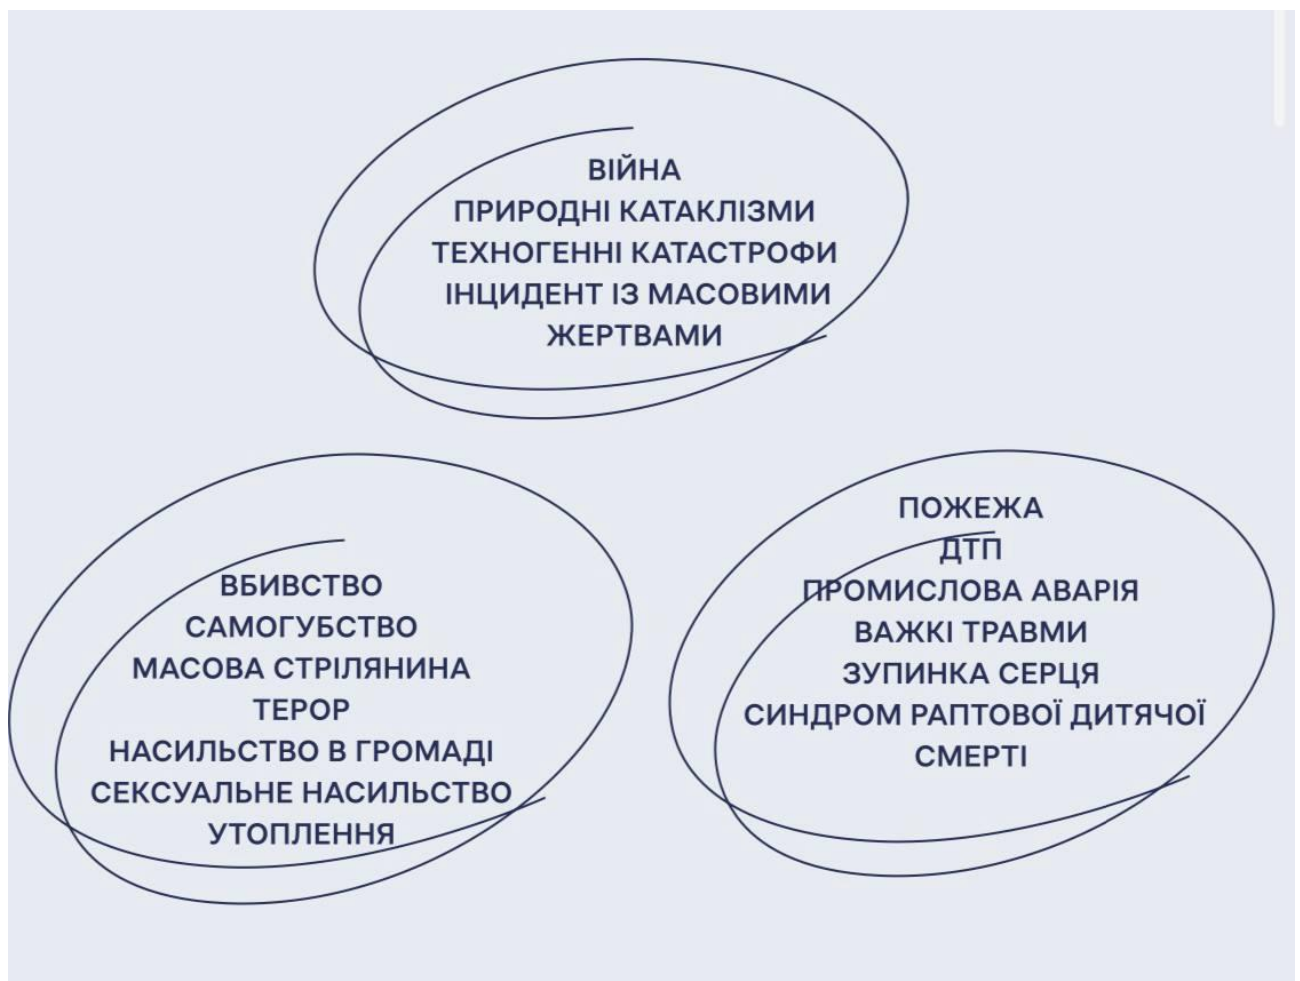 ВІЙНА
ПРИРОДНІ КАТАКЛІЗМИ
ТЕХНОГЕННІ КАТАСТРОФИ
ІНЦИДЕНТ ІЗ МАСОВИМИ
ЖЕРТВАМИ
ВБИВСТВО
САМОГУБСТВО
МАСОВА СТРІЛЯНИНА
ТЕРОР
НАСИЛЬСТВО В ГРОМАДІ
СЕКСУАЛЬНЕ НАСИЛЬСТВО
УТОПЛЕННЯ
ПОЖЕЖА
ДТП
ПРОМИСЛОВА АВАРІЯ
ВАЖКІ ТРАВМИ
ЗУПИНКА СЕРЦЯ
СИНДРОМ РАПТОВОЇ ДИТЯЧОЇ
СМЕРТІ